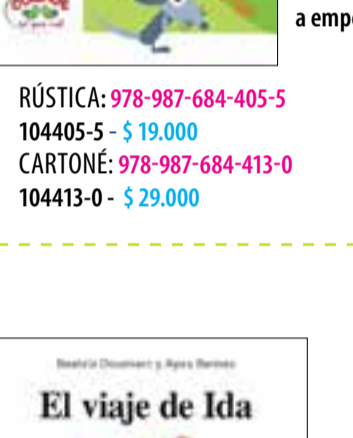 a emp
RÚSTICA: 978-987-684-405-5
104405-5 - $ 19.000
CARTONÉ: 978-987-684-413-0
104413-0 - $ 29.000
El viaje de Ida